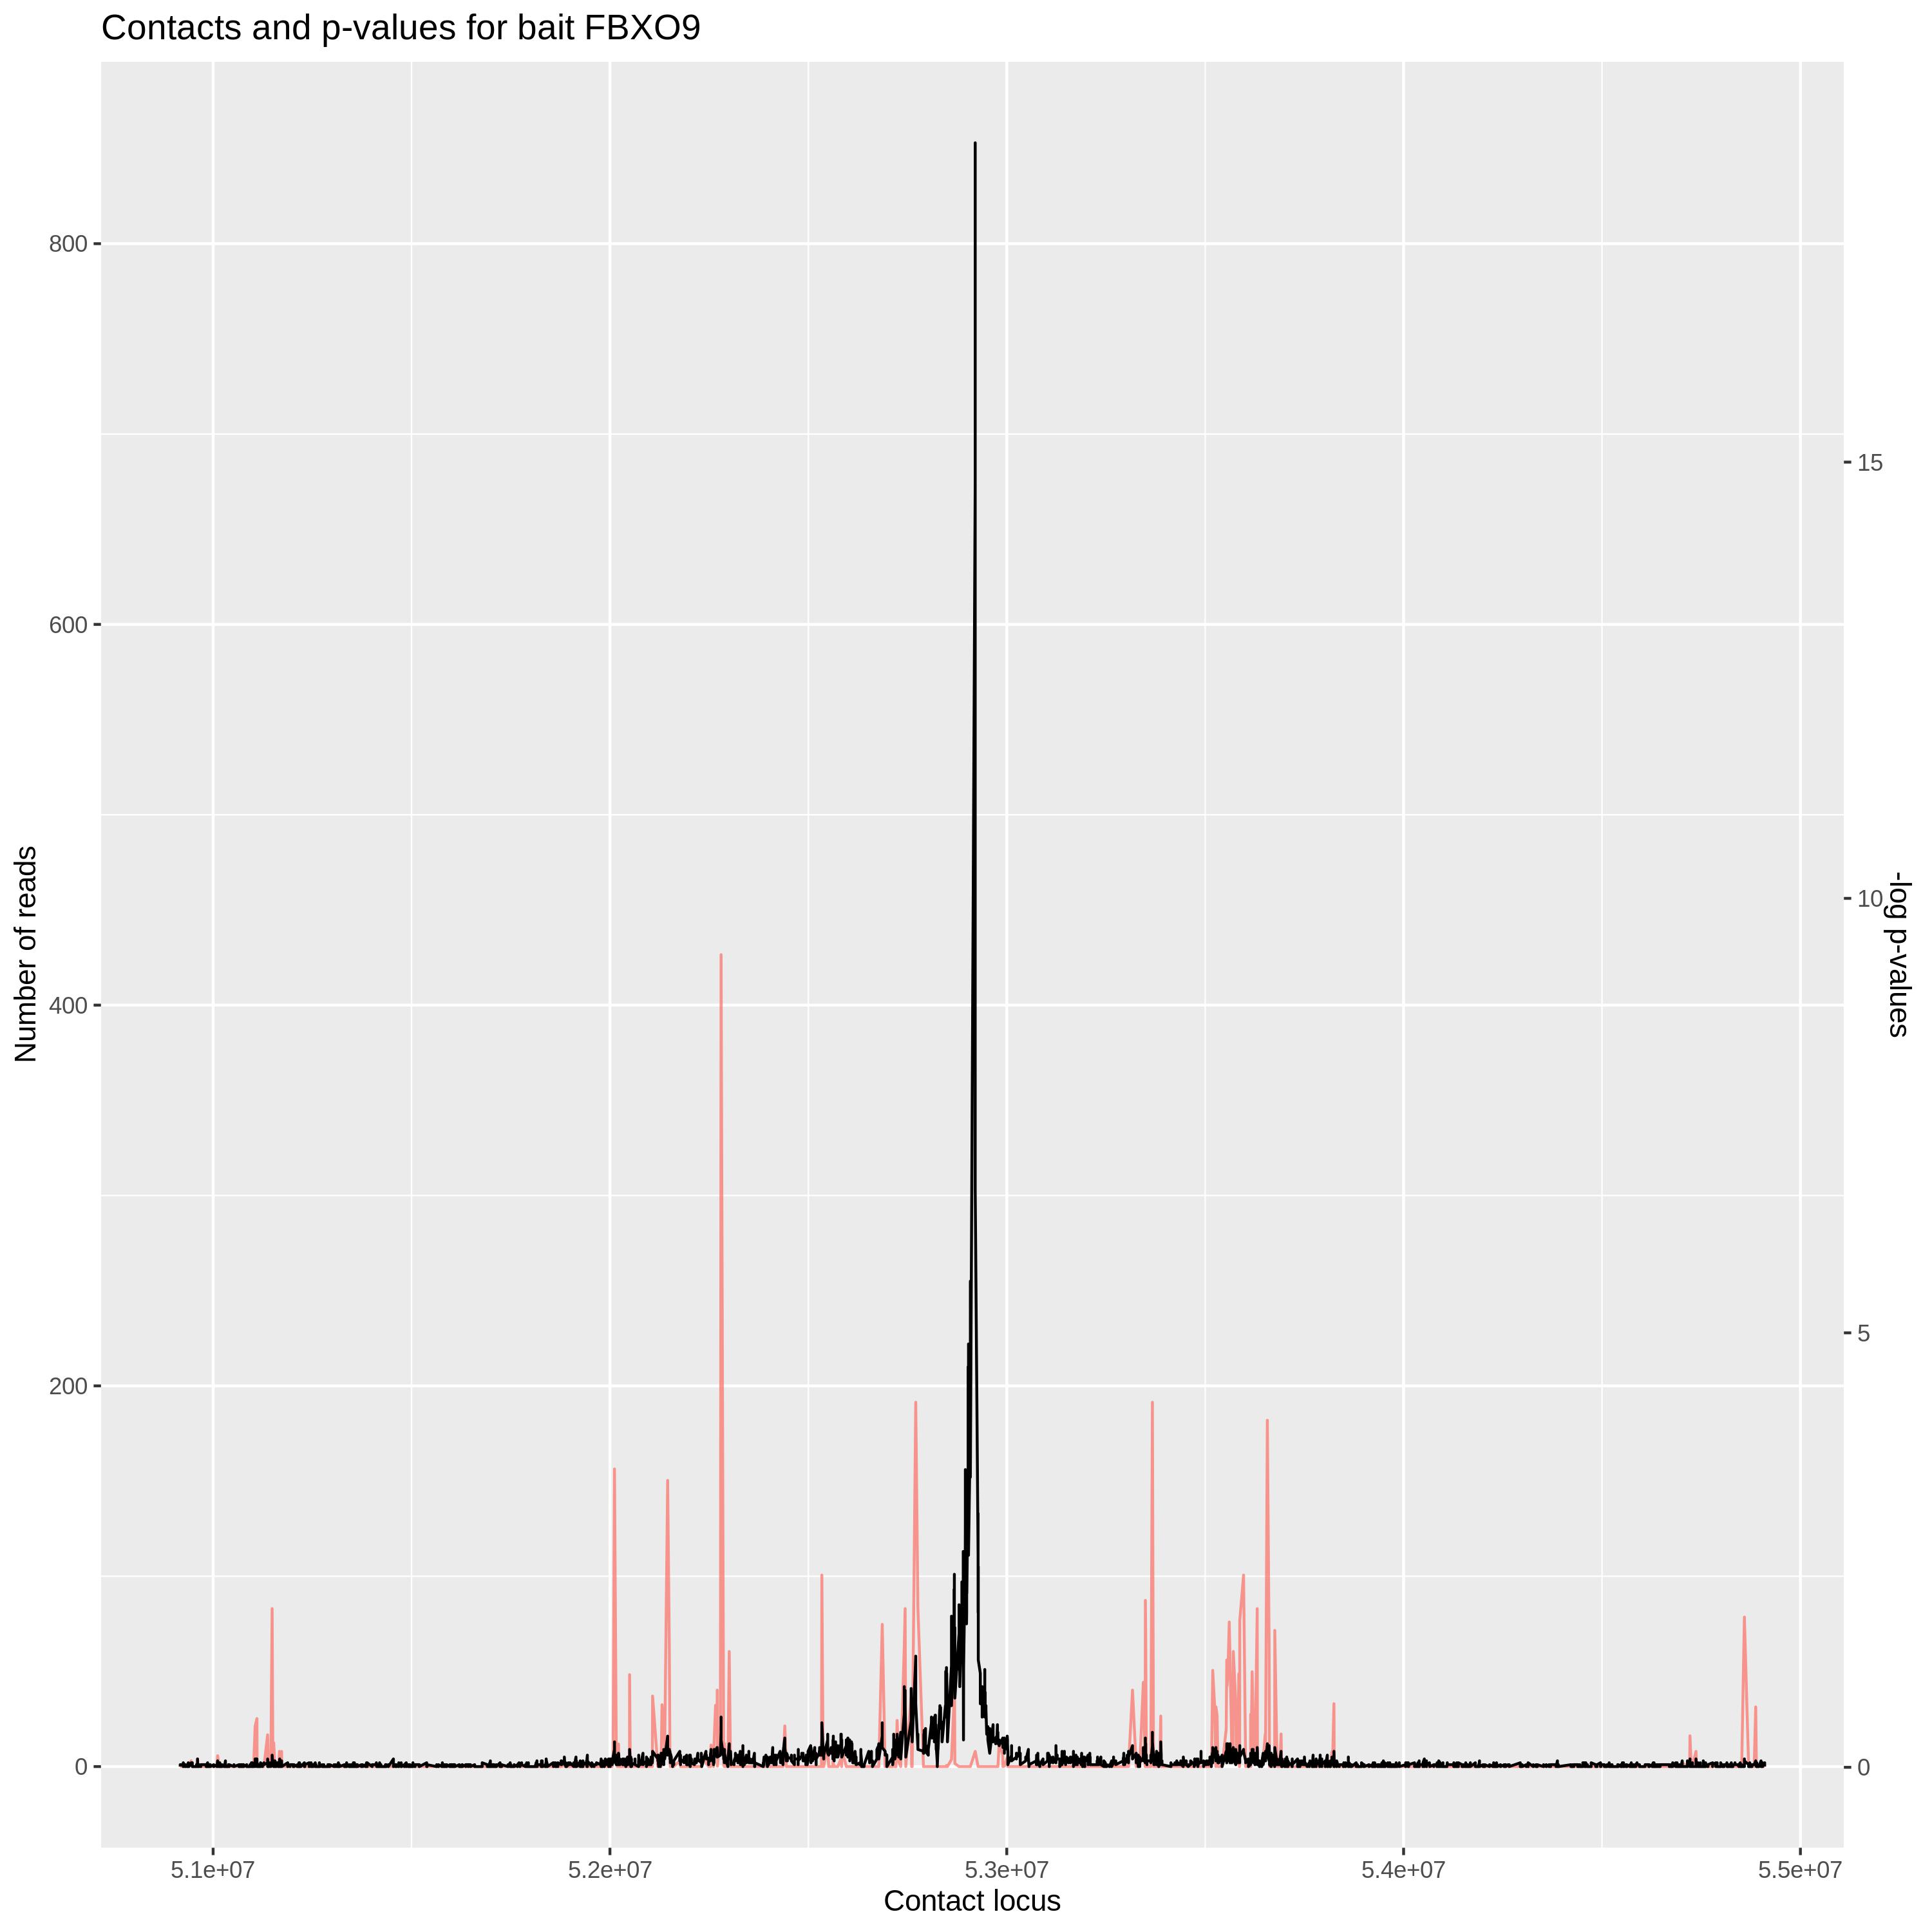 Contacts and p-values for bait FBXO9
Number of reads
800
600
400
200
0
15
10
5
0
-log p-values
5.1e+07 5.2e+07 5.3e+07 5.4e+07 5.5e+07
Contact locus